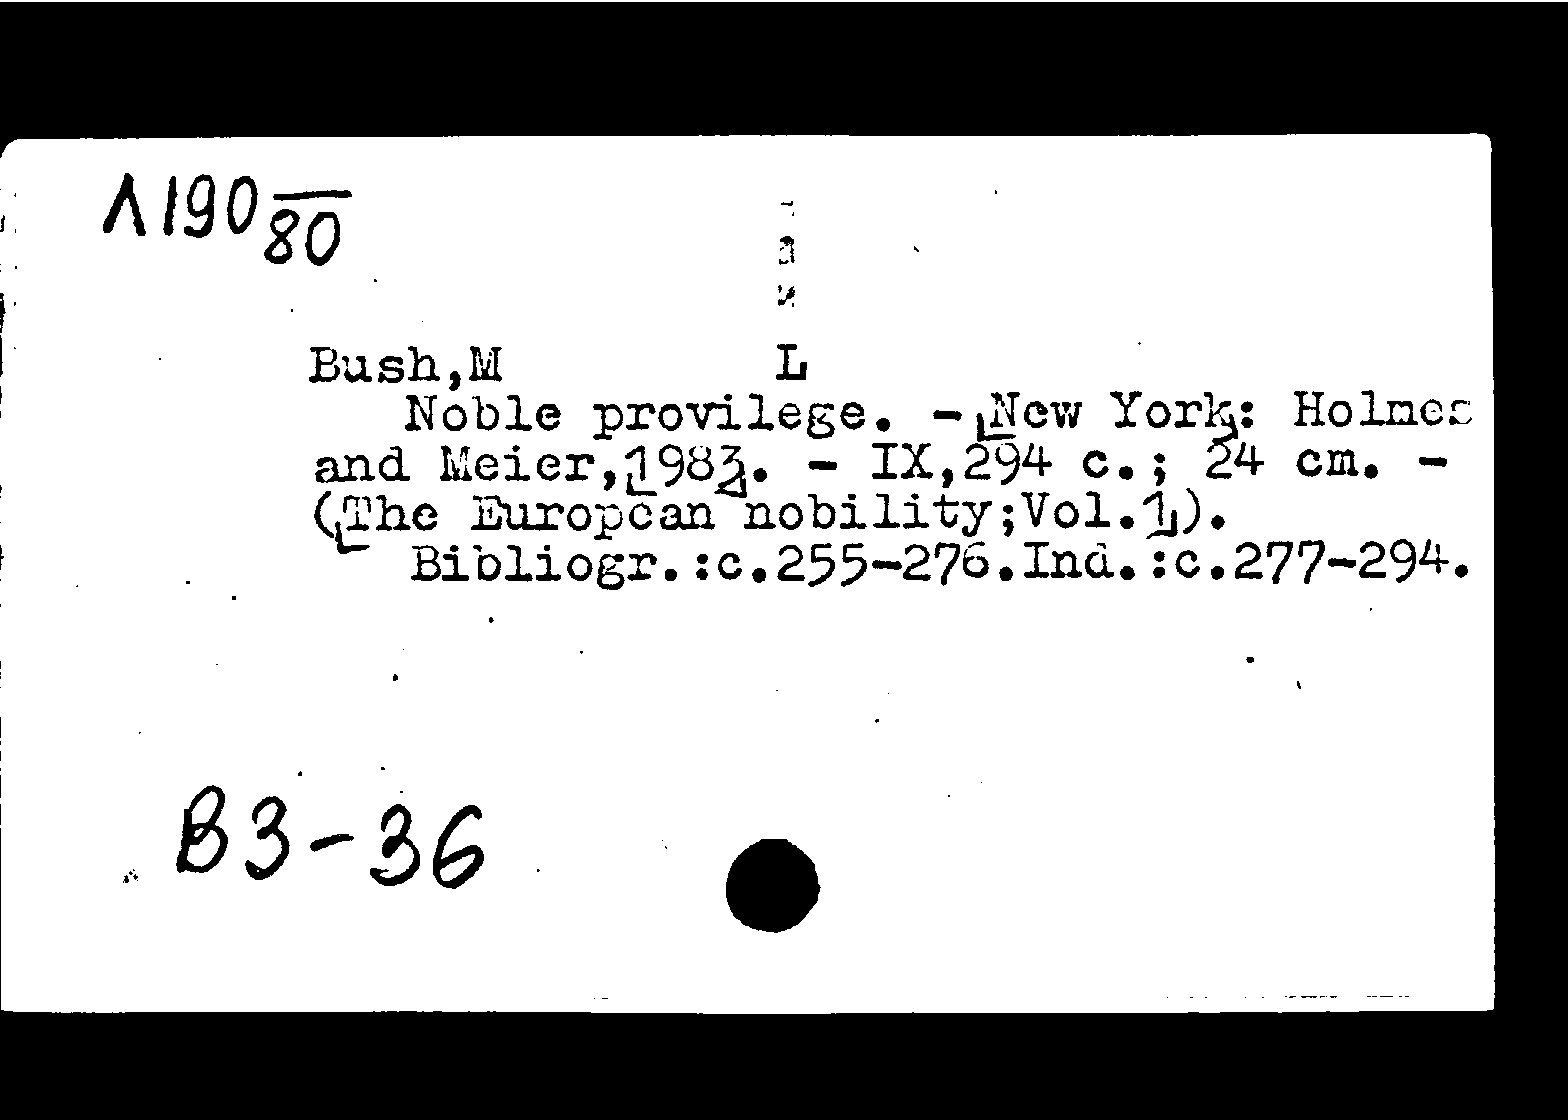 Л 190/80
Bush,M L
Noble provilege. - [New York]: Holmes
and Meier,[1983]. - IX,294 c.; 24 cm. -
([The European nobility;Vol.1]).
Bibliogr.:c.255-276.Ind.:c.277-294.
B3-36